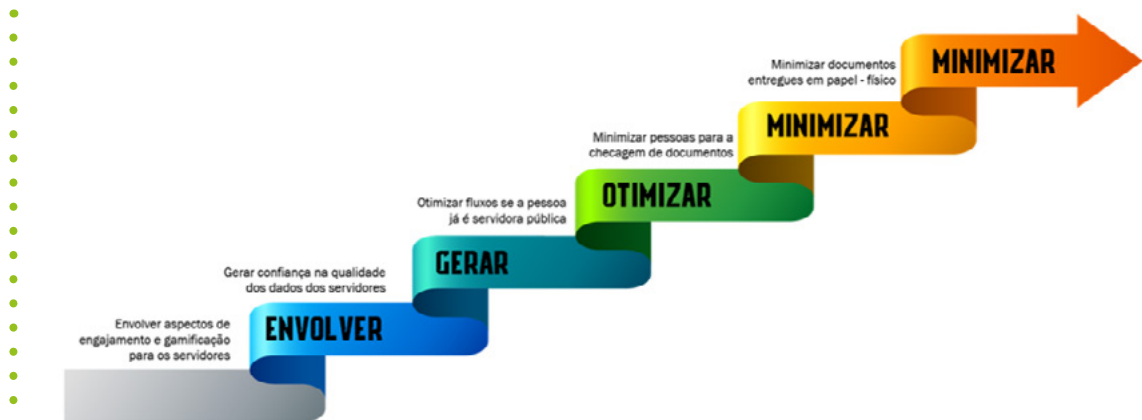 Minimizar documentos
entregues em papel - físico
MINIMIZAR
Minimizar pessoas para a
checagem de documentos
MINIMIZAR
Otimizar fluxos se a pessoa
já é servidora pública
OTIMIZAR
Gerar confiança na qualidade
dos dados dos servidores
GERAR
Envolver aspectos de
engajamento e gamificação
para os servidores
ENVOLVER